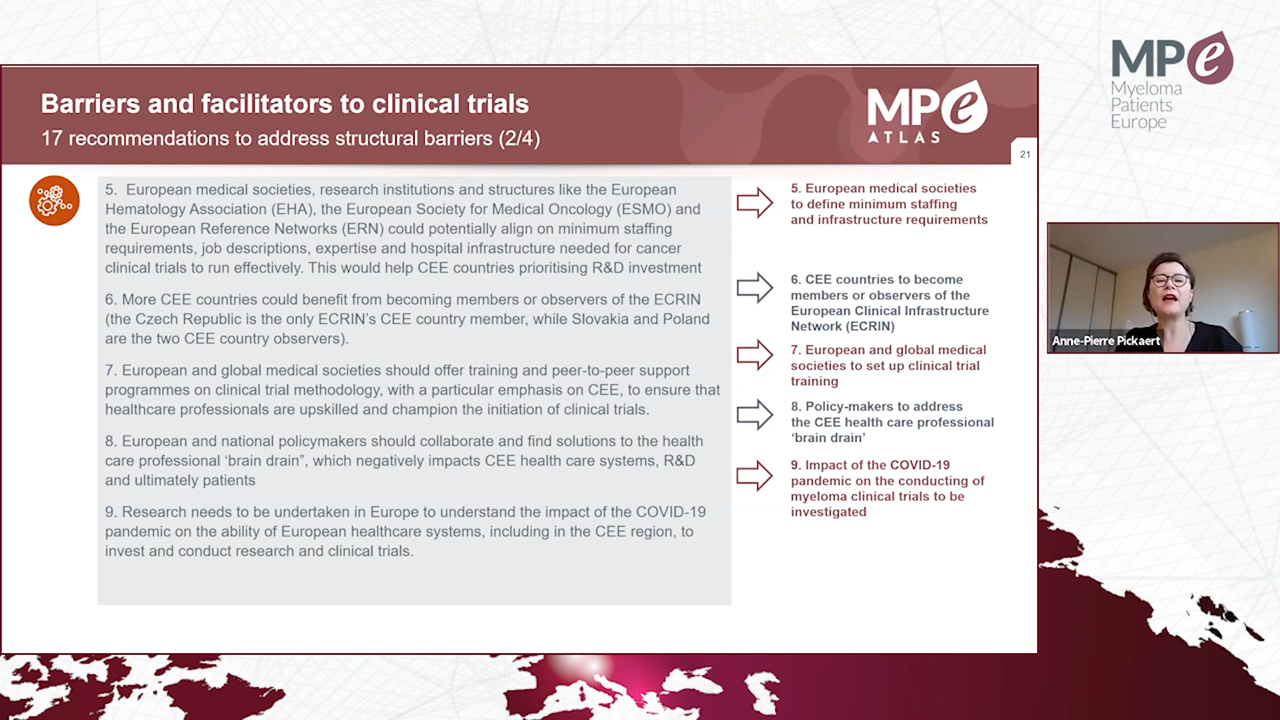 MPe
Myeloma
Patients
Europe
Barriers and facilitators to clinical trials
17 recommendations to address structural barriers (2/4)
MPe
ATLAS
21
5. European medical societies, research institutions and structures like the European
Hematology Association (EHA), the European Society for Medical Oncology (ESMO) and
the European Reference Networks (ERN) could potentially align on minimum staffing
requirements, job descriptions, expertise and hospital infrastructure needed for cancer
clinical trials to run effectively. This would help CEE countries prioritising R&D investment
6. More CEE countries could benefit from becoming members or observers of the ECRIN
(the Czech Republic is the only ECRIN's CEE country member, while Slovakia and Poland
are the two CEE country observers).
7. European and global medical societies should offer training and peer-to-peer support
programmes on clinical trial methodology, with a particular emphasis on CEE, to ensure that
healthcare professionals are upskilled and champion the initiation of clinical trials.
8. European and national policymakers should collaborate and find solutions to the health
care professional 'brain drain", which negatively impacts CEE health care systems, R&D
and ultimately patients
9. Research needs to be undertaken in Europe to understand the impact of the COVID-19
pandemic on the ability of European healthcare systems, including in the CEE region, to
invest and conduct research and clinical trials.
5. European medical societies
to define minimum staffing
and infrastructure requirements
6. CEE countries to become
members or observers of the
European Clinical Infrastructure
Network (ECRIN)
7. European and global medical
societies to set up clinical trial
training
8. Policy-makers to address
the CEE health care professional
'brain drain'
9. Impact of the COVID-19
pandemic on the conducting of
myeloma clinical trials to be
investigated
Anne-Pierre Pickaert